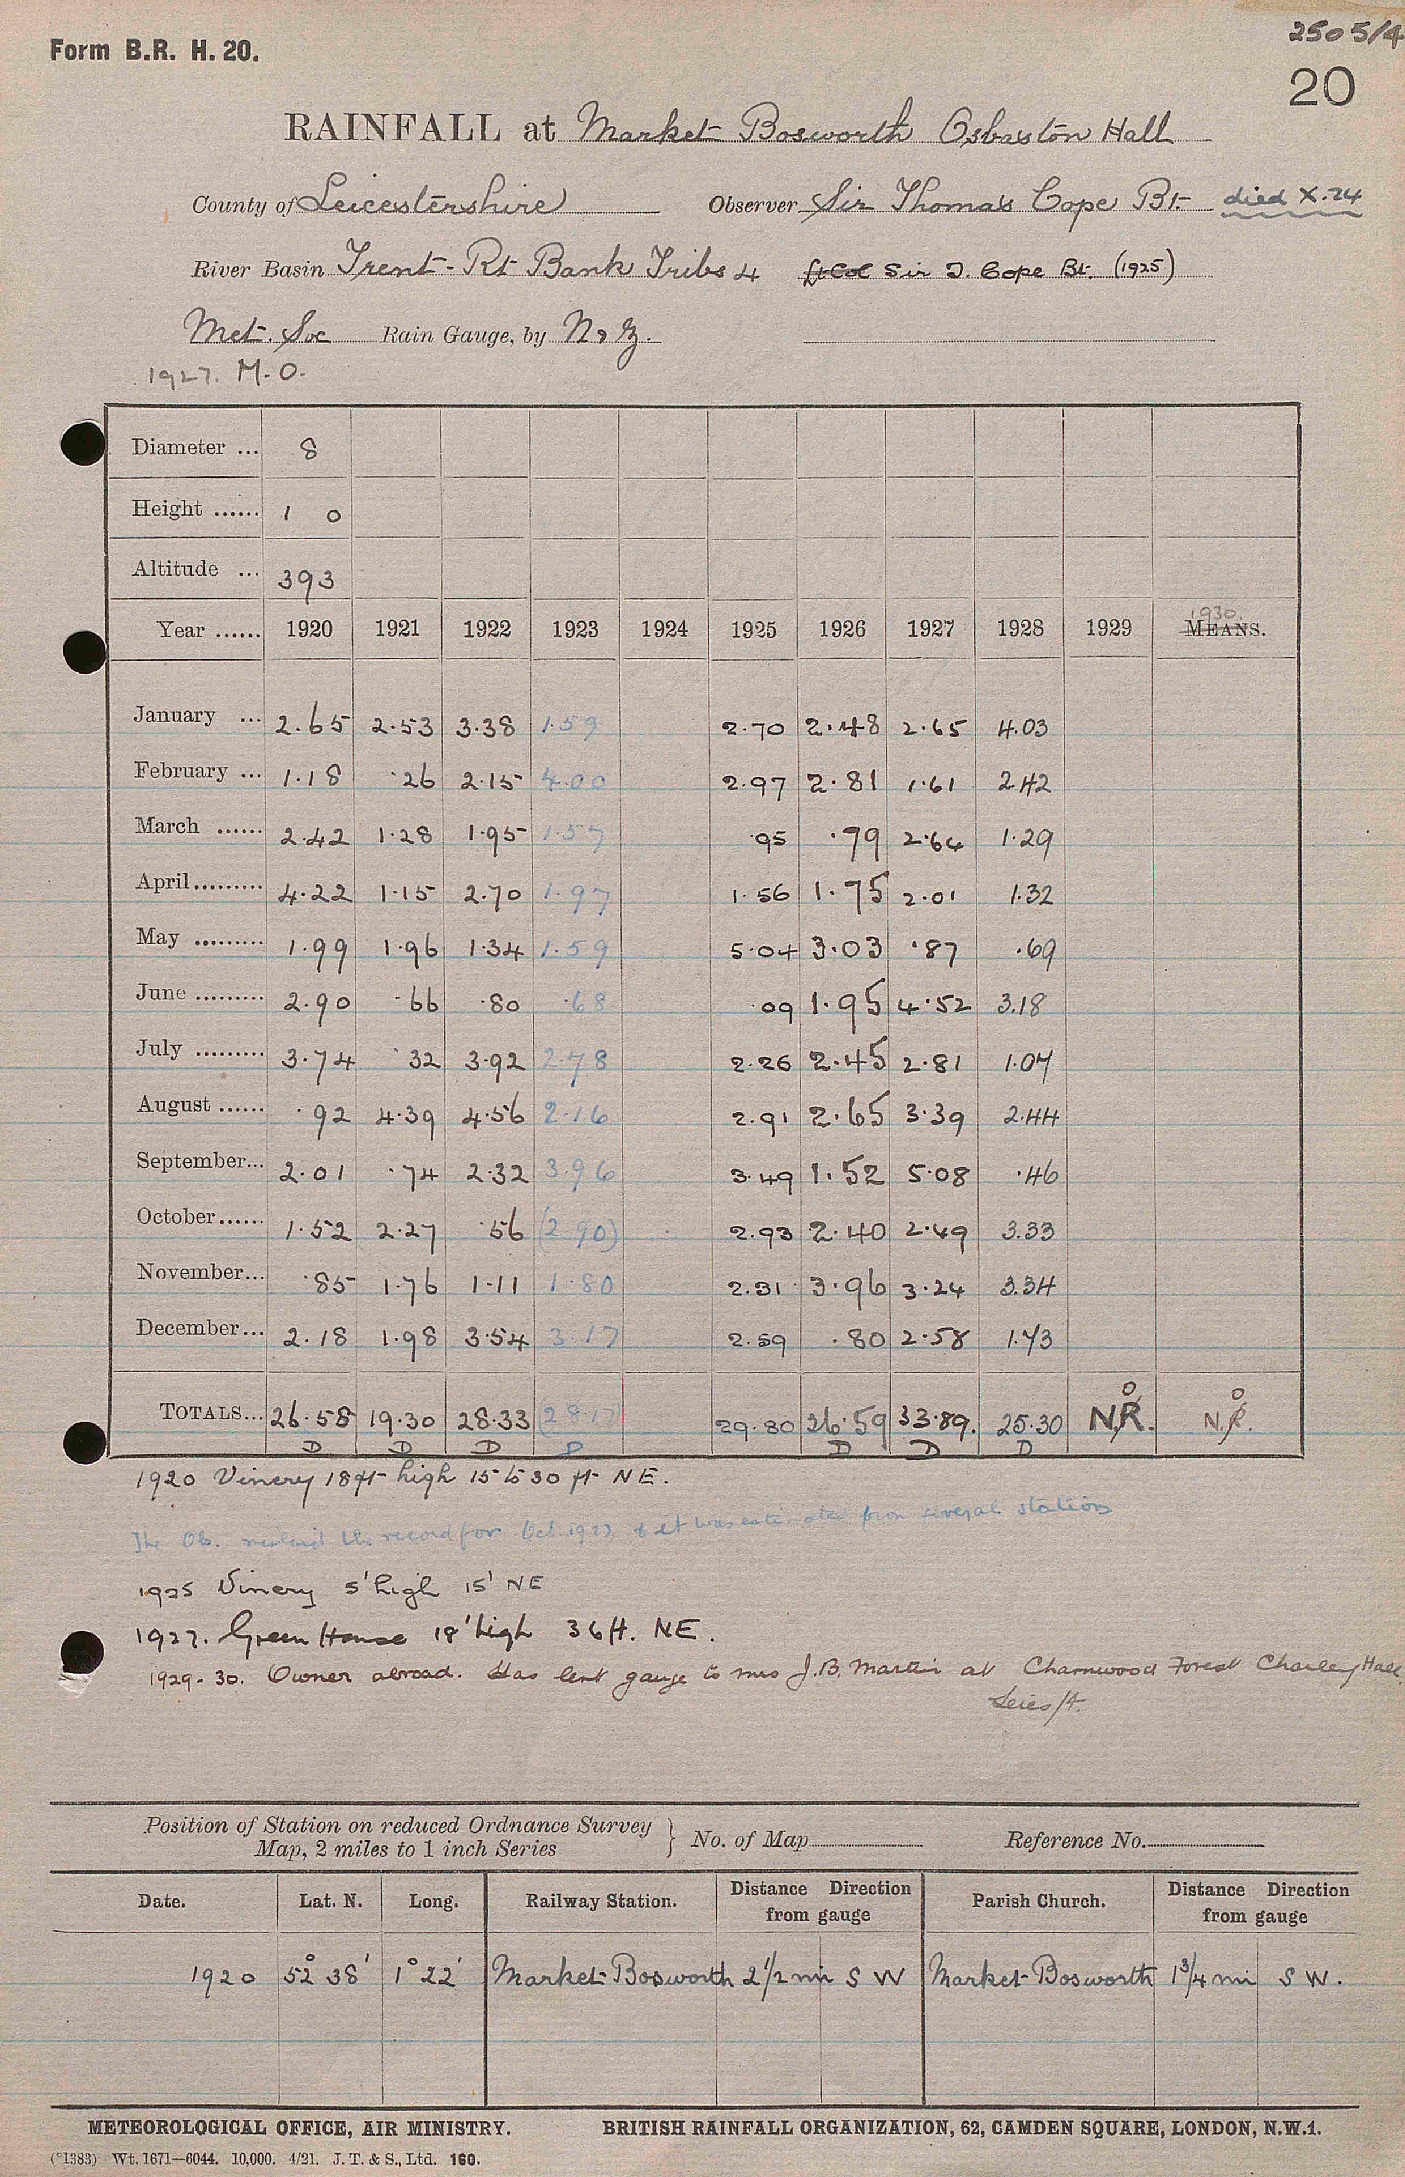 2505/4
Form B.R. H. 20.
20
RAINFALL at Market Bosworth Osbaston Hall
County of Leicestershire Observer Sir Thomas Cope Bt. died X.24
River Basin Trent - Rt Bank Tribs 4 Lt Col Sir T. Cope Bt. (1925)
Met. Soc Rain Gauge, by N & Z.
1927. M.O.
Diameter ... 8
Height ...... 1 0
Altitude ... 393
1930.
Year ...... 1920 1921 1922 1923 1924 1925 1926 1927 1928 1929 MEANS.
January ... 2.65 2.53 3.38 1.59 2.70 2.48 2.65 4.03
February ... 1.18 .26 2.15 4.00 2.97 2.81 1.61 2.42
March ...... 2.42 1.28 1.95 1.57 .95 .79 2.64 1.29
April......... 4.22 1.15 2.70 1.97 1.56 1.75 2.01 1.32
May ......... 1.99 1.96 1.34 1.59 5.04 3.03 .87 .69
June ......... 2.90 .66 .80 .68 .09 1.95 4.52 3.18
July ......... 3.74 .32 3.92 2.78 2.26 2.45 2.81 1.07
August ...... .92 4.39 4.56 2.16 2.91 2.65 3.39 2.44
September... 2.01 .74 2.32 3.96 3.49 1.52 5.08 .46
October...... 1.52 2.27 .56 (2.90) 2.93 2.40 2.49 3.33
November... .85 1.76 1.11 1.80 2.31 3.96 3.24 3.34
December... 2.18 1.98 3.54 3.17 2.59 .80 2.58 1.73
TOTALS... 26.58 19.30 28.33 (28.17) 29.80 26.59 33.89. 25.30 N.R. N.R.
D D D D D D D
1920 Vinery 18ft high 15 to 30 ft NE.
The Ob. the record for Oct. 1923 & it was estimated from several stations
1925 Vinery 5' high 15' NE
1927. Green House 18' high 36ft. NE.
1929-30. Owner abroad. Has lent gauge to Mrs J.B. Martin at Charnwood Forest Charley Hall
Leics/4.
Position of Station on reduced Ordnance Survey
Map, 2 miles to 1 inch Series } No. of Map Reference No.
Date. Lat. N. Long. Railway Station. Distance Direction from gauge Parish Church. Distance Direction from gauge
1920 52° 38' 1° 22' Market Bosworth 2 1/2 mi S W Market Bosworth 1 3/4 mi S W.
METEOROLOGICAL OFFICE, AIR MINISTRY. BRITISH RAINFALL ORGANIZATION, 62, CAMDEN SQUARE, LONDON, N.W.1.
(*1383) Wt. 1671—6044. 10,000. 4/21. J. T. & S., Ltd. 160.